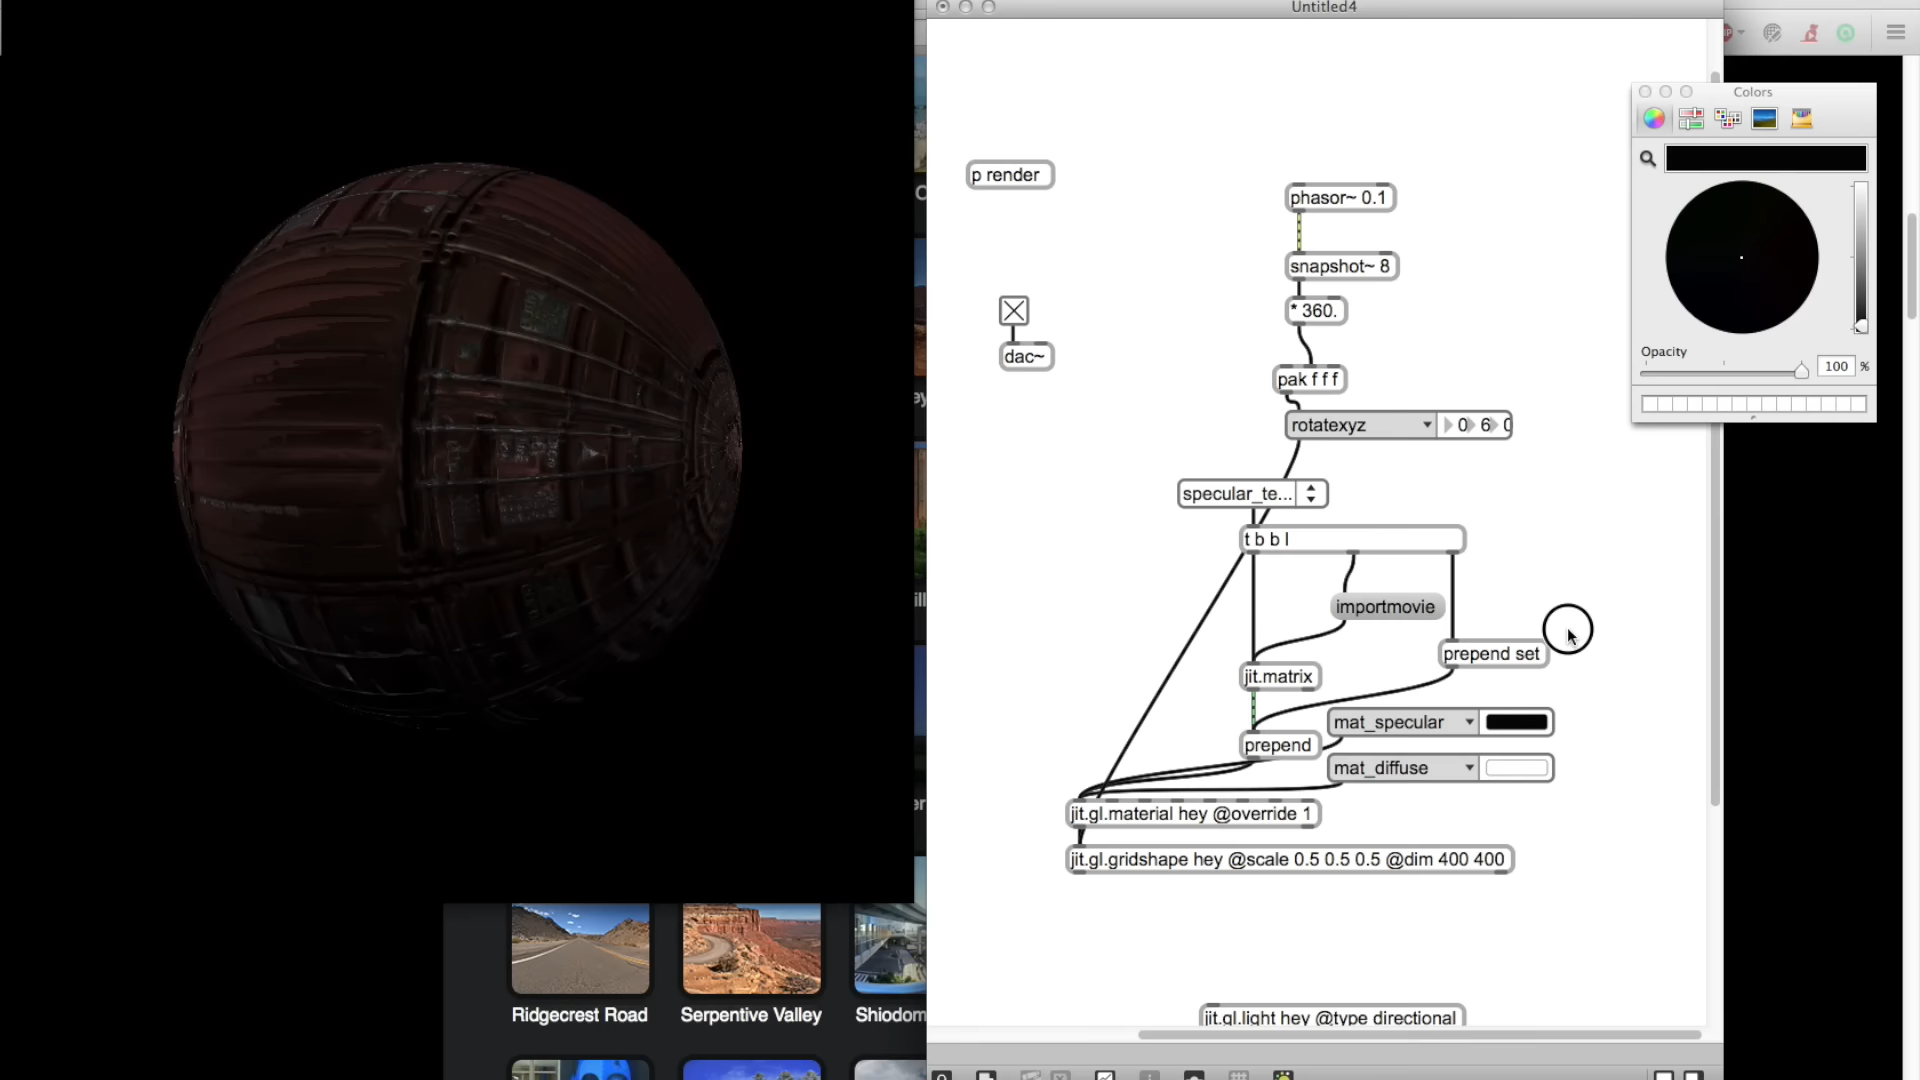 Untitled4
Colors
p render
phasor~ 0.1
snapshot~ 8
* 360.
dac~
Opacity
100 %
pak f f f
rotatexyz
0 6 0
specular_te...
t b b l
importmovie
prepend set
jit.matrix
mat_specular
prepend
mat_diffuse
jit.gl.material hey @override 1
jit.gl.gridshape hey @scale 0.5 0.5 0.5 @dim 400 400
Ridgecrest Road
Serpentive Valley
Shiodom
jit.gl.light hey @type directional